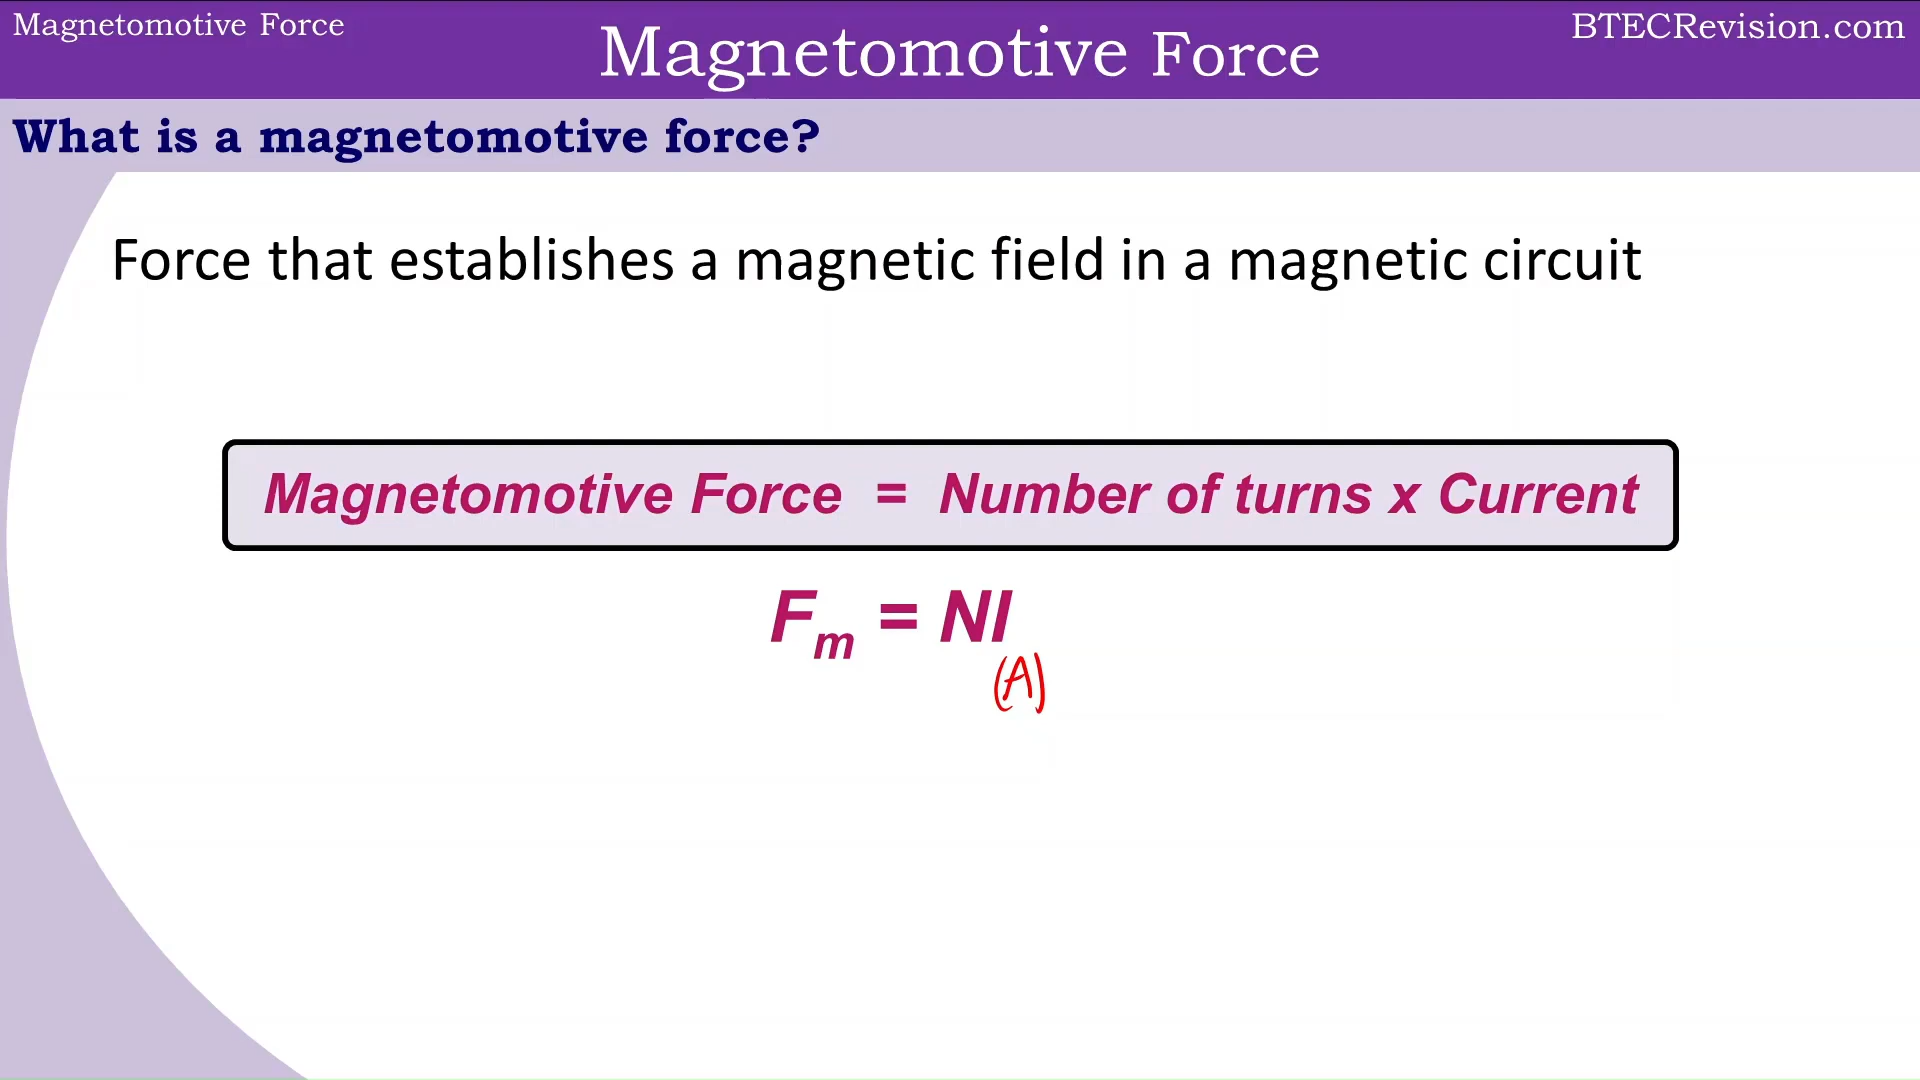 Magnetomotive Force
Magnetomotive Force
BTECRevision.com
What is a magnetomotive force?
Force that establishes a magnetic field in a magnetic circuit
Magnetomotive Force = Number of turns x Current
Fm = NI
(A)